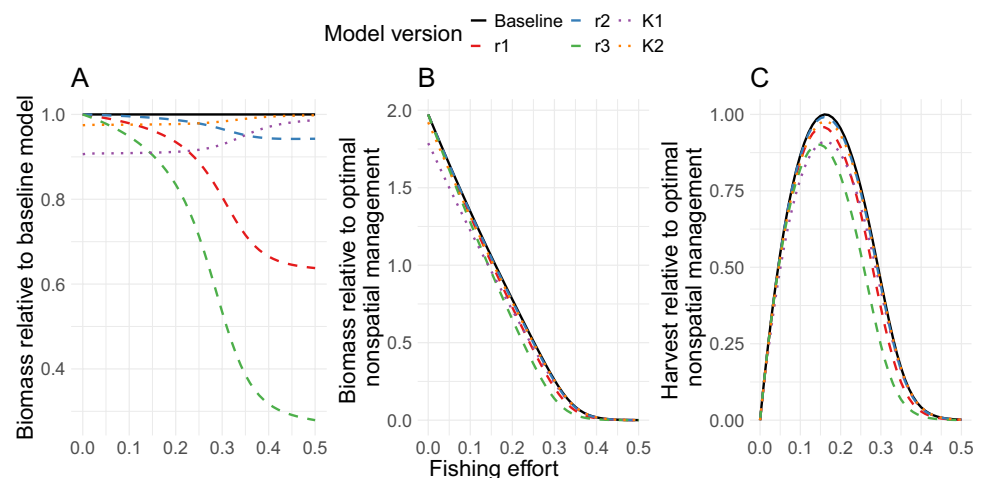 Model version
Baseline r2 K1
r1 r3 K2
A
Biomass relative to baseline model
1.0
0.8
0.6
0.4
0.0 0.1 0.2 0.3 0.4 0.5
B
Biomass relative to optimal
nonspatial management
2.0
1.5
1.0
0.5
0.0
0.0 0.1 0.2 0.3 0.4 0.5
C
Harvest relative to optimal
nonspatial management
1.00
0.75
0.50
0.25
0.00
0.0 0.1 0.2 0.3 0.4 0.5
Fishing effort